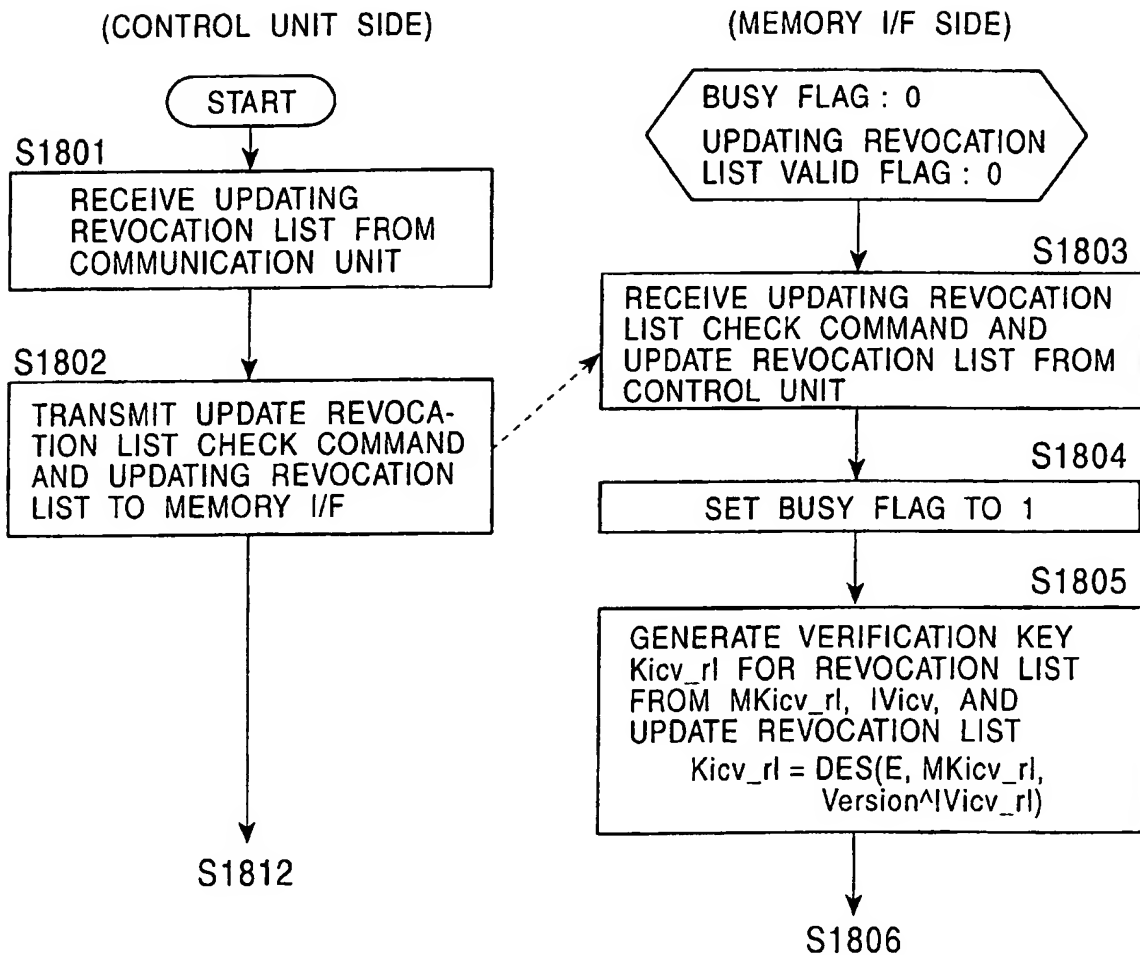 (CONTROL UNIT SIDE)
START
S1801
RECEIVE UPDATING
REVOCATION LIST FROM
COMMUNICATION UNIT
S1802
TRANSMIT UPDATE REVOCA-
TION LIST CHECK COMMAND
AND UPDATING REVOCATION
LIST TO MEMORY I/F
S1812
(MEMORY I/F SIDE)
BUSY FLAG : 0
UPDATING REVOCATION
LIST VALID FLAG : 0
S1803
RECEIVE UPDATING REVOCATION
LIST CHECK COMMAND AND
UPDATE REVOCATION LIST FROM
CONTROL UNIT
S1804
SET BUSY FLAG TO 1
S1805
GENERATE VERIFICATION KEY
Kicv_rl FOR REVOCATION LIST
FROM MKicv_rl, IVicv, AND
UPDATE REVOCATION LIST
Kicv_rl = DES(E, MKicv_rl,
Version^IVicv_rl)
S1806